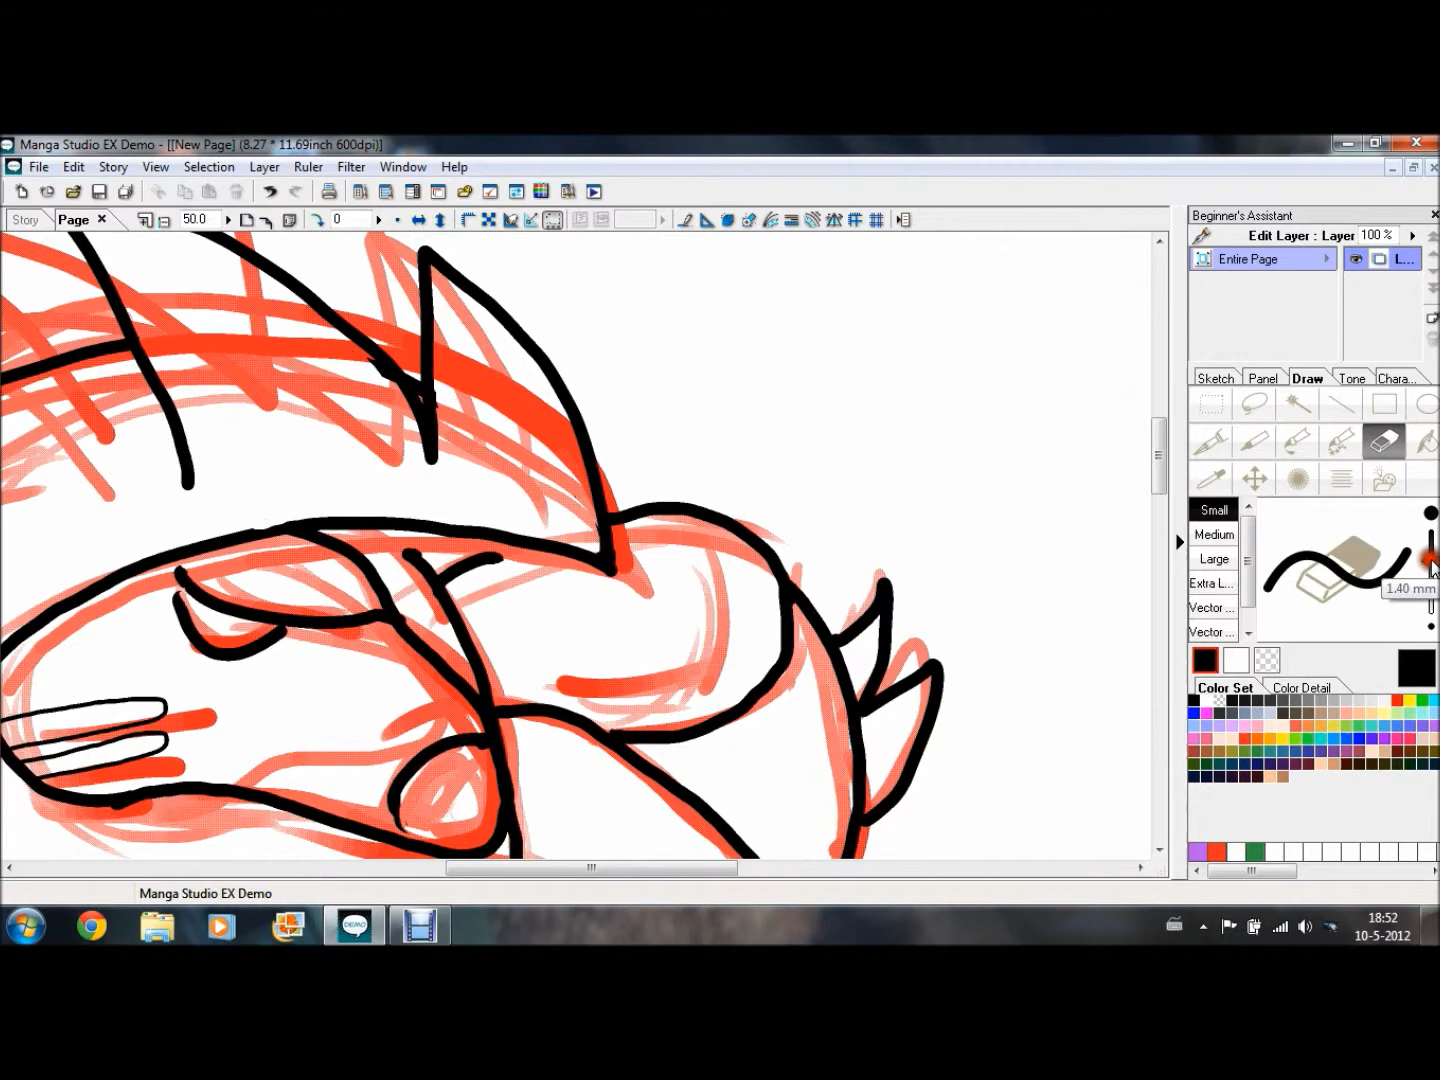 Manga Studio EX Demo - [[New Page] (8.27 * 11.69inch 600dpi)]
File Edit Story View Selection Layer Ruler Filter Window Help
Story Page 50.0 0
Beginner's Assistant
Edit Layer : Layer 100 %
Entire Page L...
Sketch Panel Draw Tone Chara...
Small
Medium
Large
Extra L...
Vector ...
Vector ...
1.40 mm
Color Set Color Detail
Manga Studio EX Demo
DEMO
18:52
10-5-2012